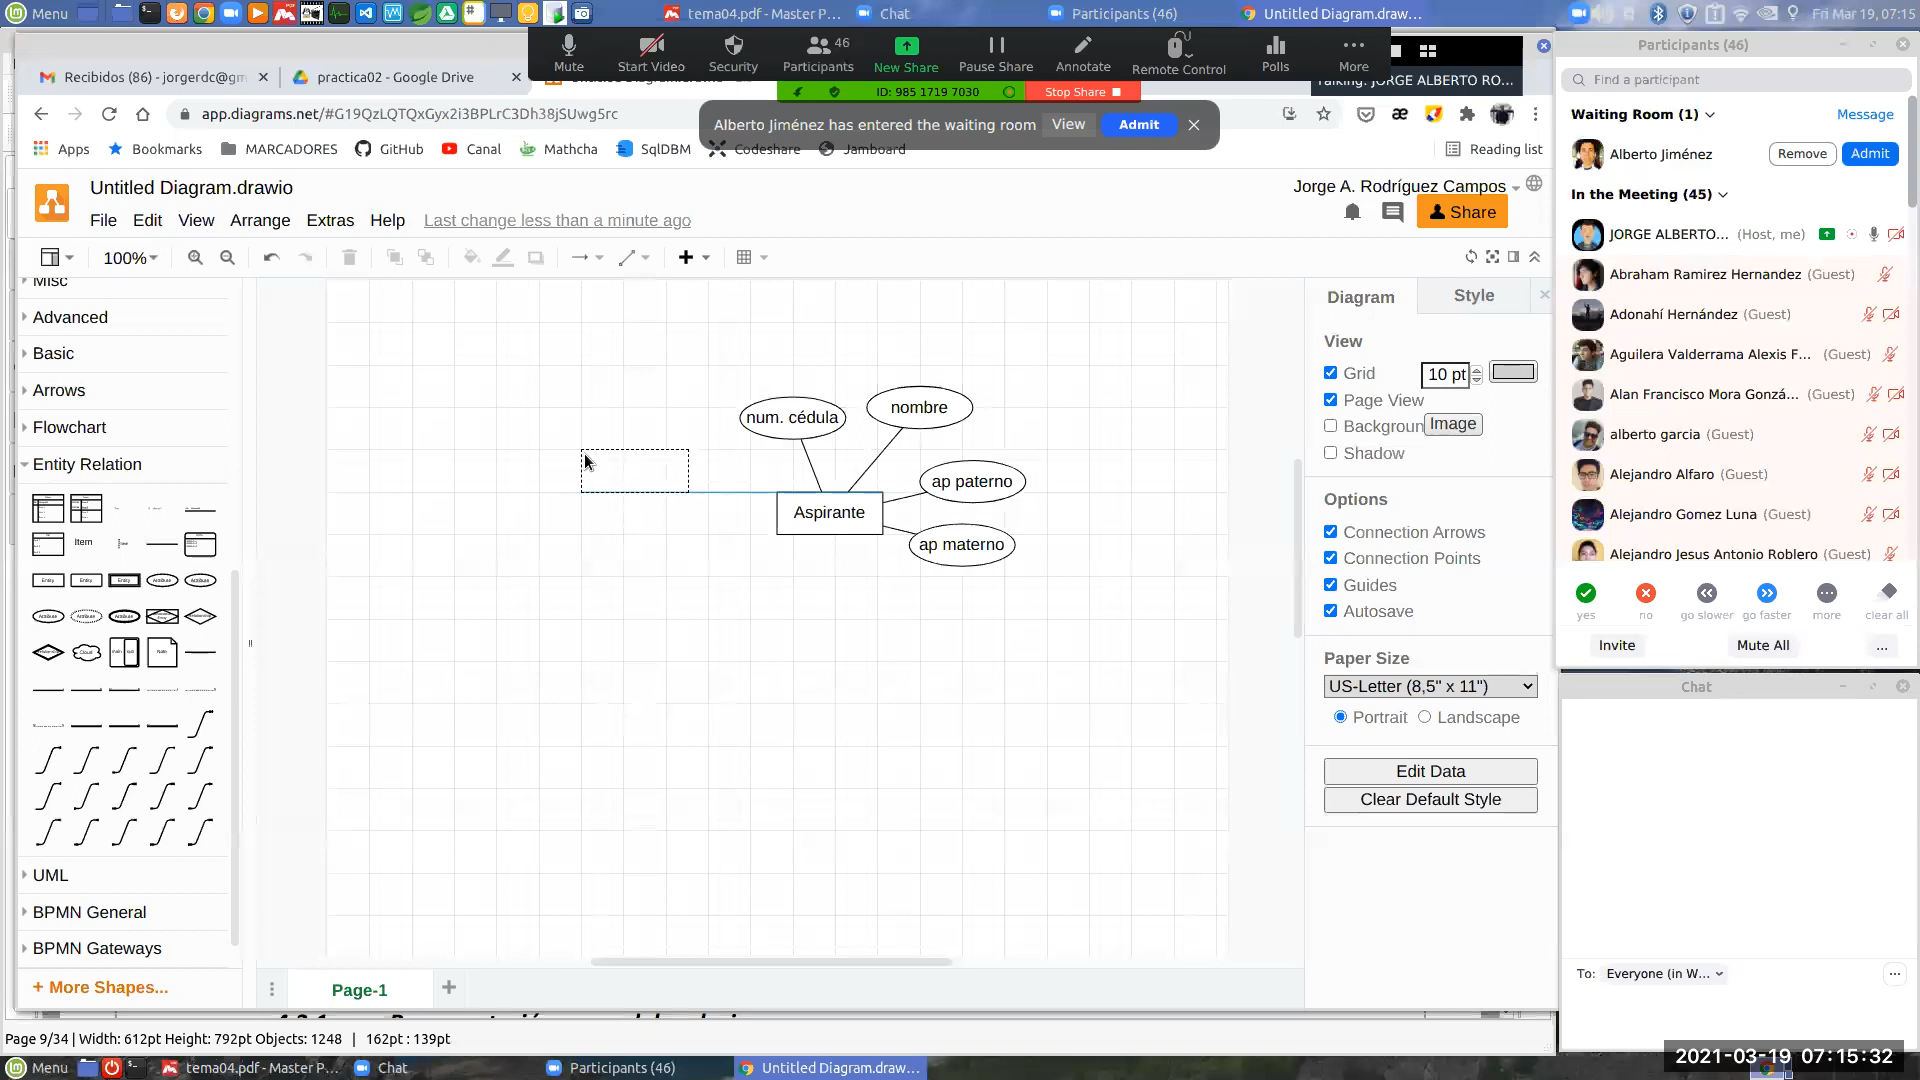 Menu
tema04.pdf - Master P...
Chat
Participants (46)
Untitled Diagram.draw...
Fri Mar 19, 07:15
Mute
Start Video
Security
46
Participants
New Share
Pause Share
Annotate
Remote Control
Polls
More
ID: 985 1719 7030
Stop Share
Talking: JORGE ALBERTO RO...
Recibidos (86) - jorgerdc@gm
practica02 - Google Drive
app.diagrams.net/#G19QzLQTQxGyx2i3BPLrC3Dh38jSUwg5rc
Alberto Jiménez has entered the waiting room
View
Admit
Apps
Bookmarks
MARCADORES
GitHub
Canal
Mathcha
SqlDBM
Codeshare
Jamboard
Reading list
Untitled Diagram.drawio
Jorge A. Rodríguez Campos
File
Edit
View
Arrange
Extras
Help
Last change less than a minute ago
Share
100%
Misc
Advanced
Basic
Arrows
Flowchart
Entity Relation
Item
Entity
Entity
Entity
Attribute
Attribute
Attribute
Attribute
Attribute
Cloud
Note
UML
BPMN General
BPMN Gateways
+ More Shapes...
num. cédula
nombre
ap paterno
Aspirante
ap materno
Page-1
Diagram
Style
View
Grid
10 pt
Page View
Backgroun
Image
Shadow
Options
Connection Arrows
Connection Points
Guides
Autosave
Paper Size
US-Letter (8,5" x 11")
Portrait
Landscape
Edit Data
Clear Default Style
Participants (46)
Find a participant
Waiting Room (1)
Message
Alberto Jiménez
Remove
Admit
In the Meeting (45)
JORGE ALBERTO... (Host, me)
Abraham Ramirez Hernandez (Guest)
Adonahí Hernández (Guest)
Aguilera Valderrama Alexis F... (Guest)
Alan Francisco Mora Gonzá... (Guest)
alberto garcia (Guest)
Alejandro Alfaro (Guest)
Alejandro Gomez Luna (Guest)
Alejandro Jesus Antonio Roblero (Guest)
yes
no
go slower
go faster
more
clear all
Invite
Mute All
...
Chat
To: Everyone (in W...
Page 9/34 | Width: 612pt Height: 792pt Objects: 1248 | 162pt : 139pt
Menu
tema04.pdf - Master P...
Chat
Participants (46)
Untitled Diagram.draw...
2021-03-19 07:15:32